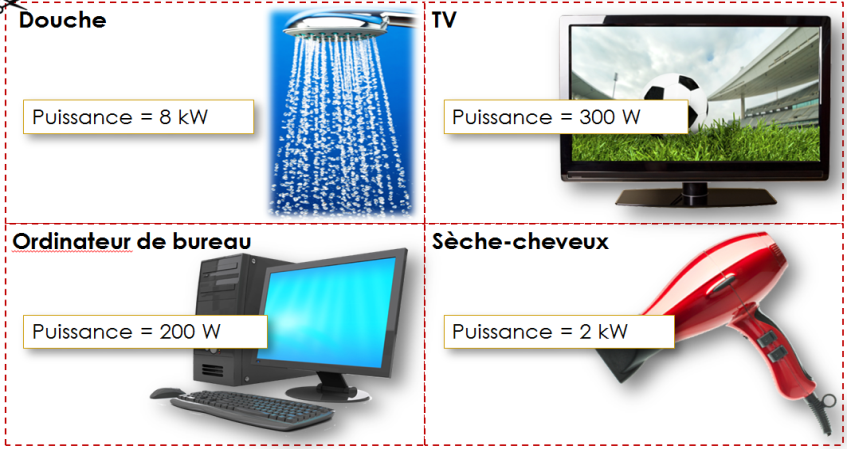 Douche
Puissance = 8 kW
TV
Puissance = 300 W
Ordinateur de bureau
Puissance = 200 W
Sèche-cheveux
Puissance = 2 kW